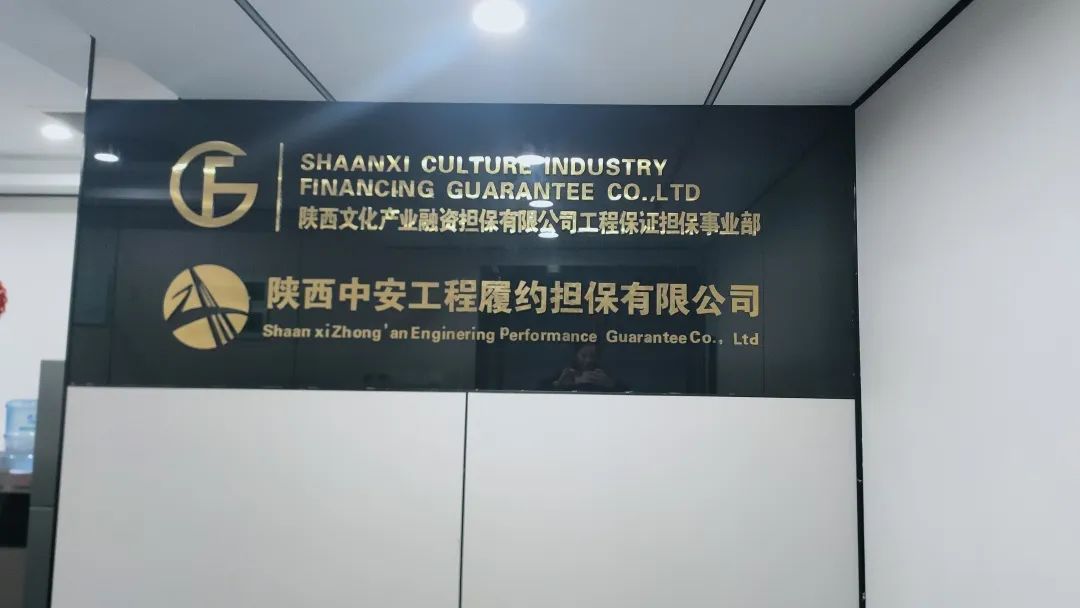 SHAANXI CULTURE INDUSTRY
FINANCING GUARANTEE CO.,LTD
陕西文化产业融资担保有限公司工程保证担保事业部
陕西中安工程履约担保有限公司
Shaan xiZhong'an Enginering Performance Guarantee Co., Ltd